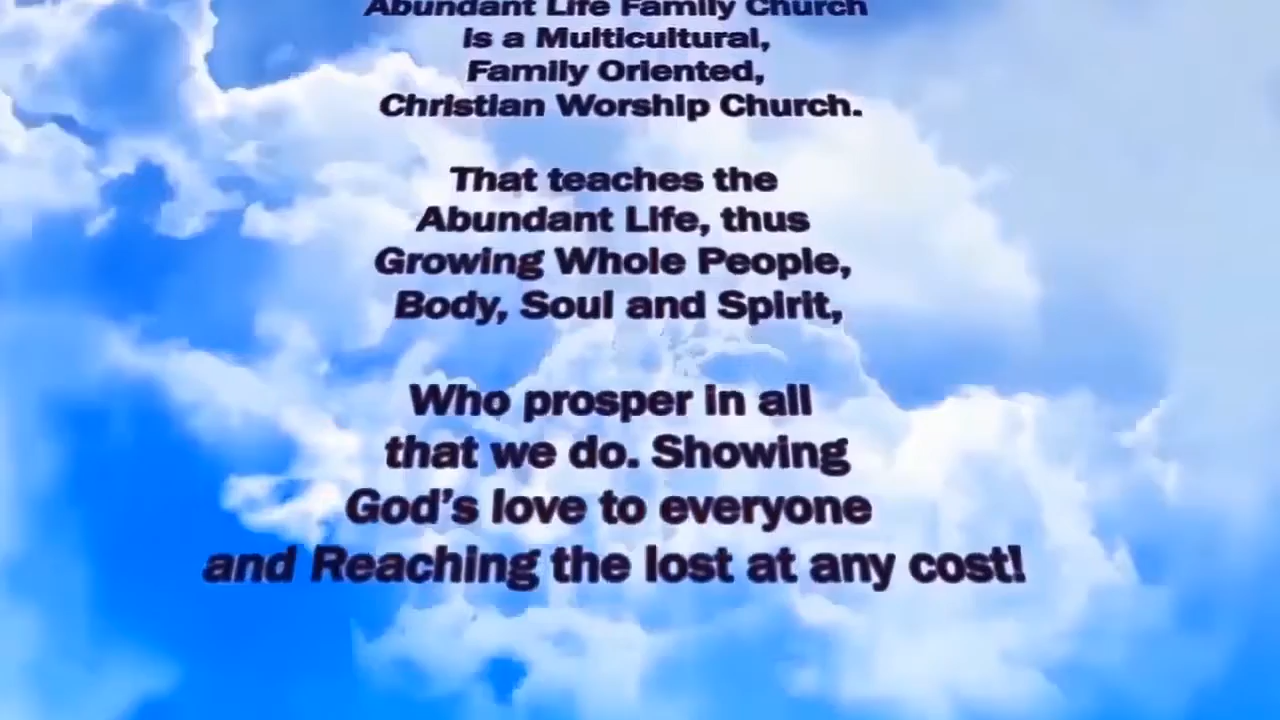 Abundant Life Family Church
is a Multicultural,
Family Oriented,
Christian Worship Church.
That teaches the
Abundant Life, thus
Growing Whole People,
Body, Soul and Spirit,
Who prosper in all
that we do. Showing
God's love to everyone
and Reaching the lost at any cost!